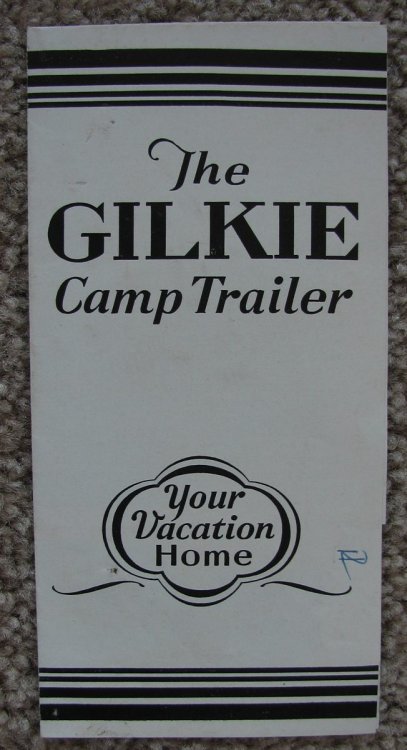 The
GILKIE
Camp Trailer
Your
Vacation
Home